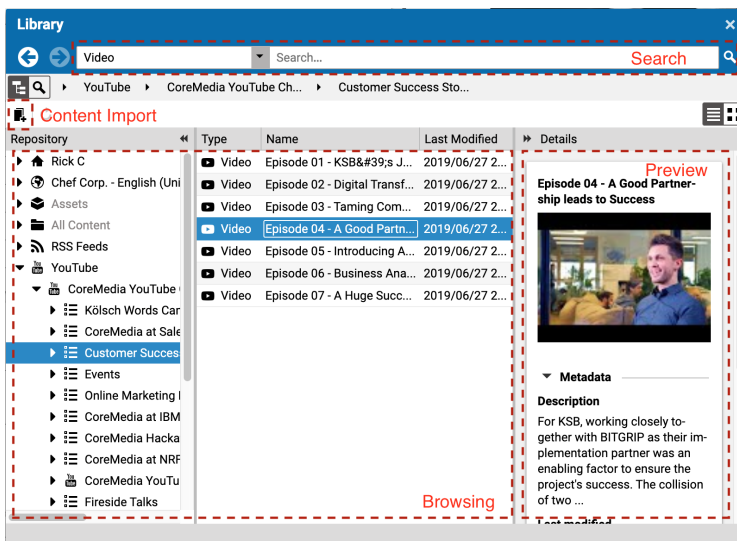 Library
Video
Search...
Search
YouTube
CoreMedia YouTube Ch...
Customer Success Sto...
Content Import
Repository
Type
Name
Last Modified
Details
Rick C
Chef Corp. - English (Uni
Assets
All Content
RSS Feeds
YouTube
CoreMedia YouTube
Kölsch Words Car
CoreMedia at Sale
Customer Succes
Events
Online Marketing
CoreMedia at IBM
CoreMedia Hacka
CoreMedia at NRF
CoreMedia YouTu
Fireside Talks
Video Episode 01 - KSB&#39;s J... 2019/06/27 2...
Video Episode 02 - Digital Transf... 2019/06/27 2...
Video Episode 03 - Taming Com... 2019/06/27 2...
Video Episode 04 - A Good Partn... 2019/06/27 2...
Video Episode 05 - Introducing A... 2019/06/27 2...
Video Episode 06 - Business Ana... 2019/06/27 2...
Video Episode 07 - A Huge Succ... 2019/06/27 2...
Browsing
Preview
Episode 04 - A Good Partner-
ship leads to Success
Metadata
Description
For KSB, working closely to-
gether with BITGRIP as their im-
plementation partner was an
enabling factor to ensure the
project's success. The collision
of two ...
Last modified